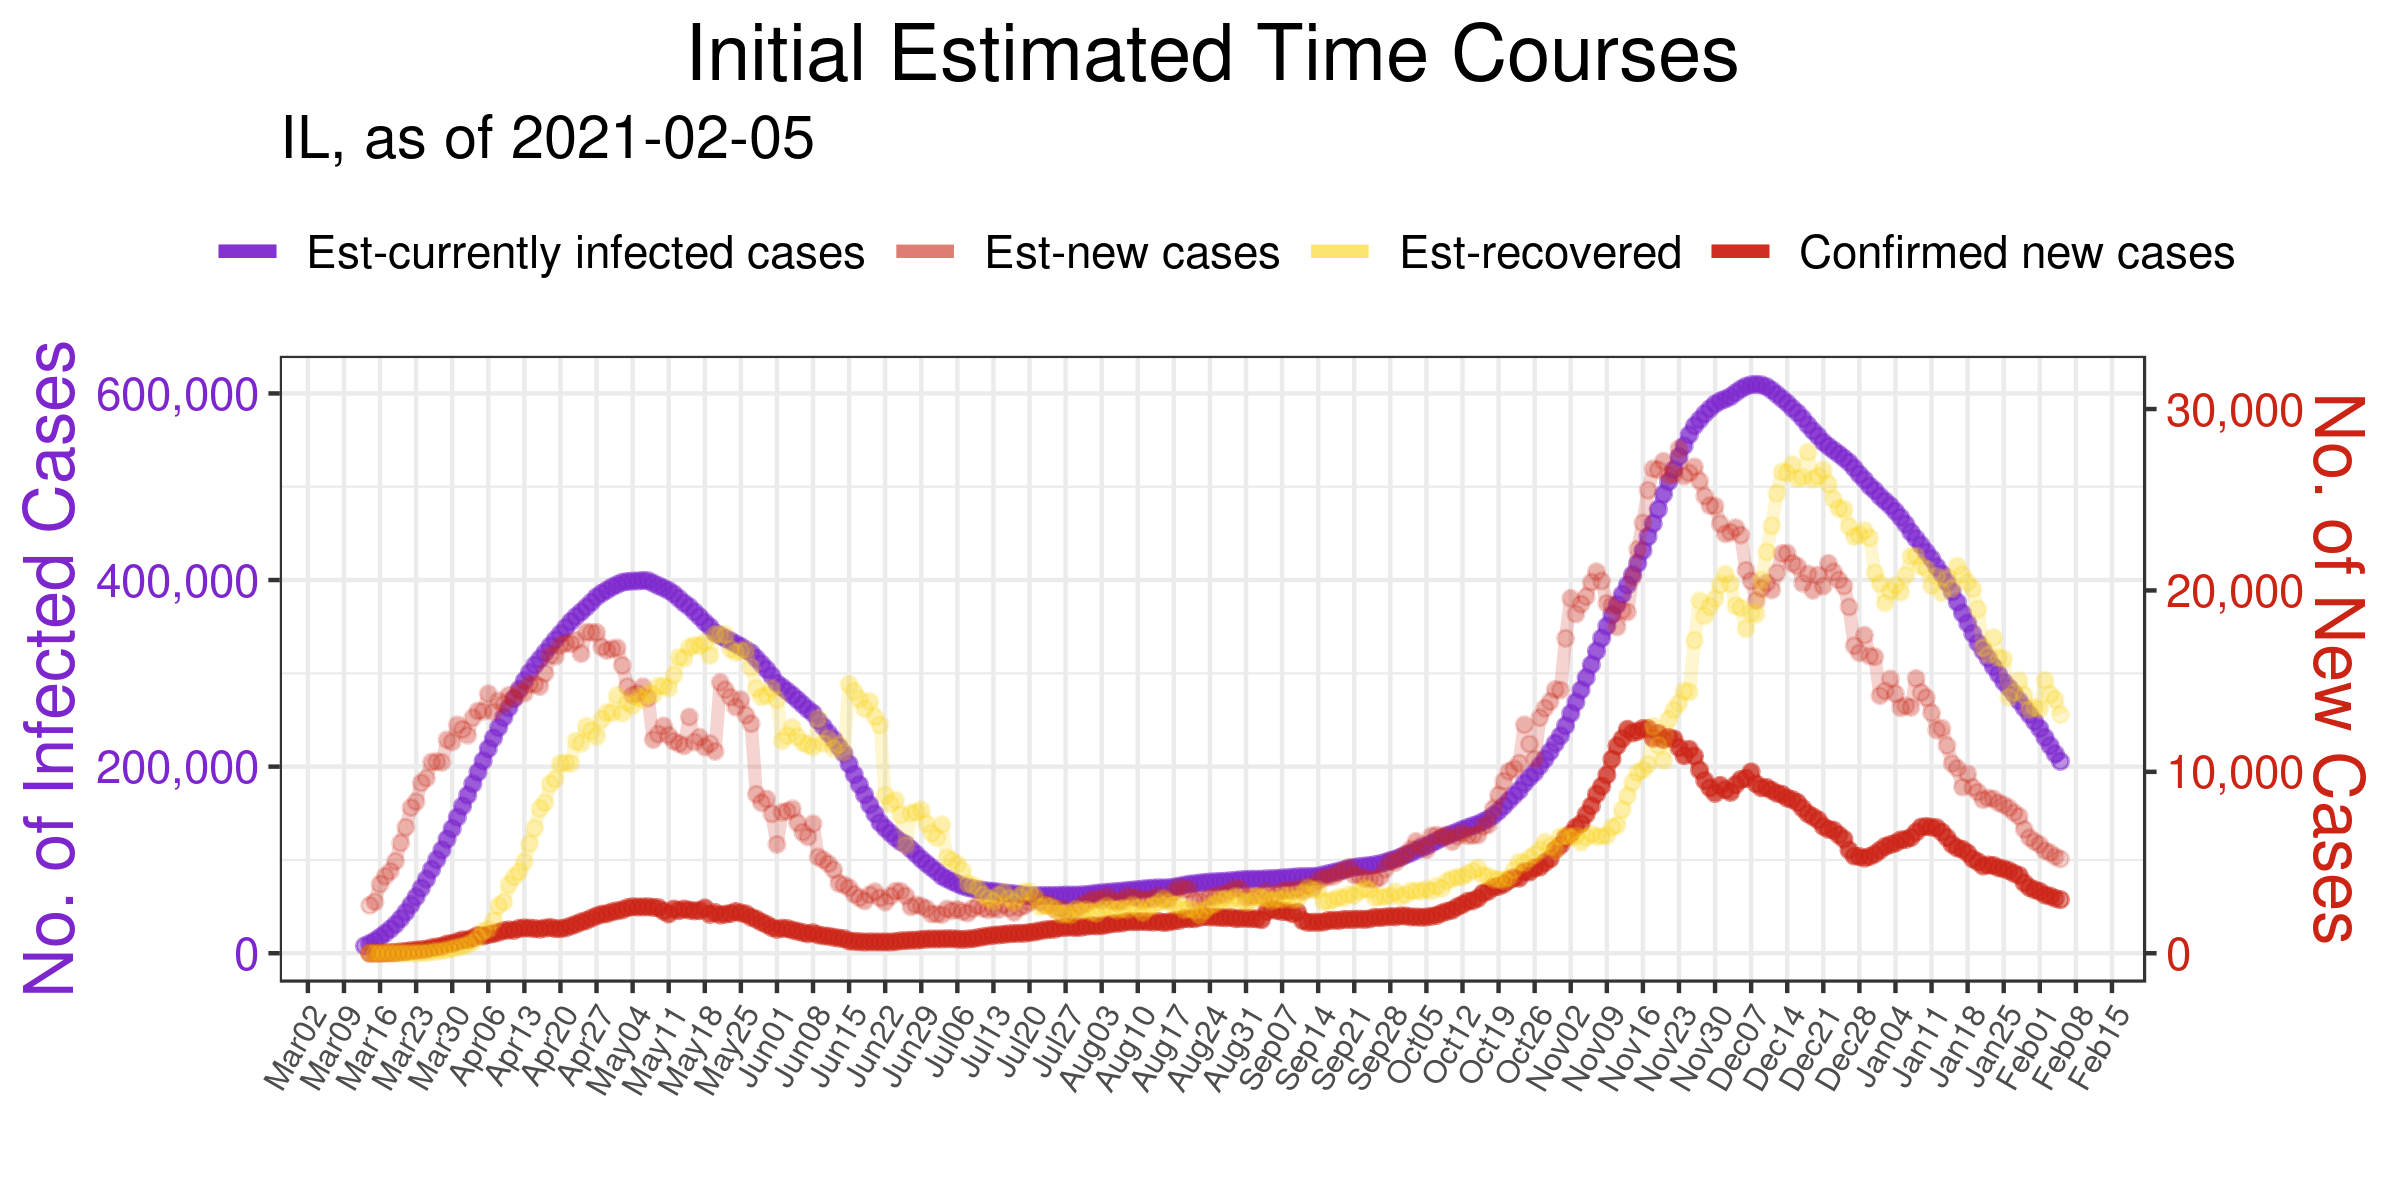 Initial Estimated Time Courses
IL, as of 2021-02-05
Est-currently infected cases Est-new cases Est-recovered Confirmed new cases
No. of Infected Cases
600,000
400,000
200,000
0
30,000
20,000
10,000
0
No. of New Cases
Mar02 Mar09 Mar16 Mar23 Mar30 Apr06 Apr13 Apr20 Apr27 May04 May11 May18 May25 Jun01 Jun08 Jun15 Jun22 Jun29 Jul06 Jul13 Jul20 Jul27 Aug03 Aug10 Aug17 Aug24 Aug31 Sep07 Sep14 Sep21 Sep28 Oct05 Oct12 Oct19 Oct26 Nov02 Nov09 Nov16 Nov23 Nov30 Dec07 Dec14 Dec21 Dec28 Jan04 Jan11 Jan18 Jan25 Feb01 Feb08 Feb15